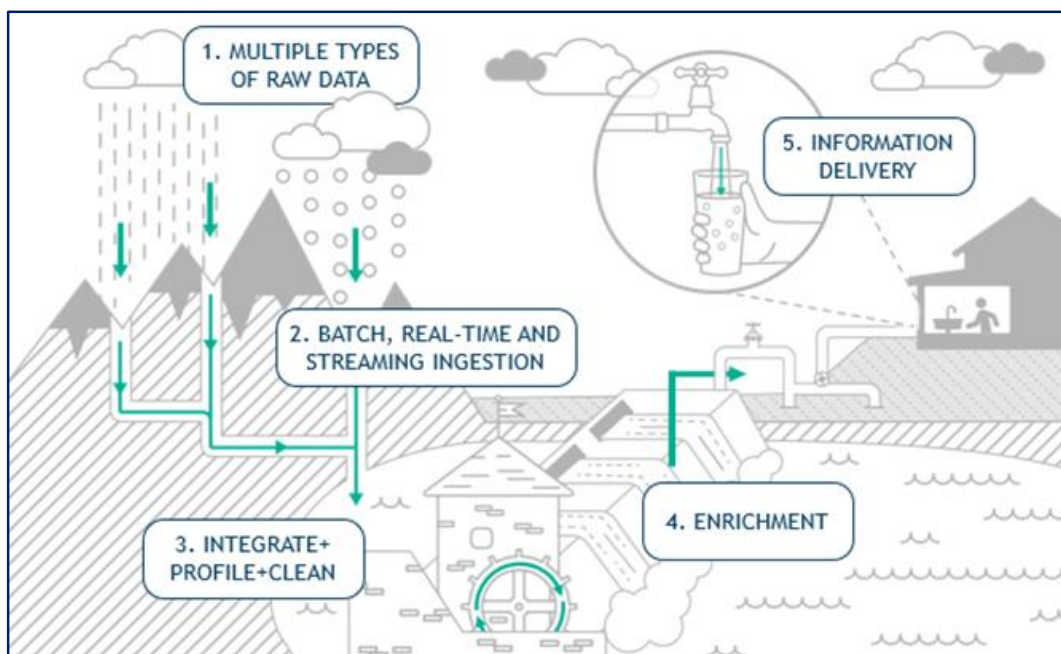 1. MULTIPLE TYPES
OF RAW DATA
5. INFORMATION
DELIVERY
2. BATCH, REAL-TIME AND
STREAMING INGESTION
4. ENRICHMENT
3. INTEGRATE+
PROFILE+CLEAN